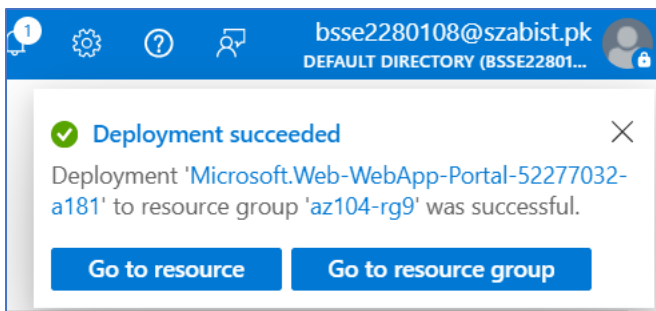 1
bsse2280108@szabist.pk
DEFAULT DIRECTORY (BSSE22801...
Deployment succeeded
Deployment 'Microsoft.Web-WebApp-Portal-52277032-
a181' to resource group 'az104-rg9' was successful.
Go to resource
Go to resource group